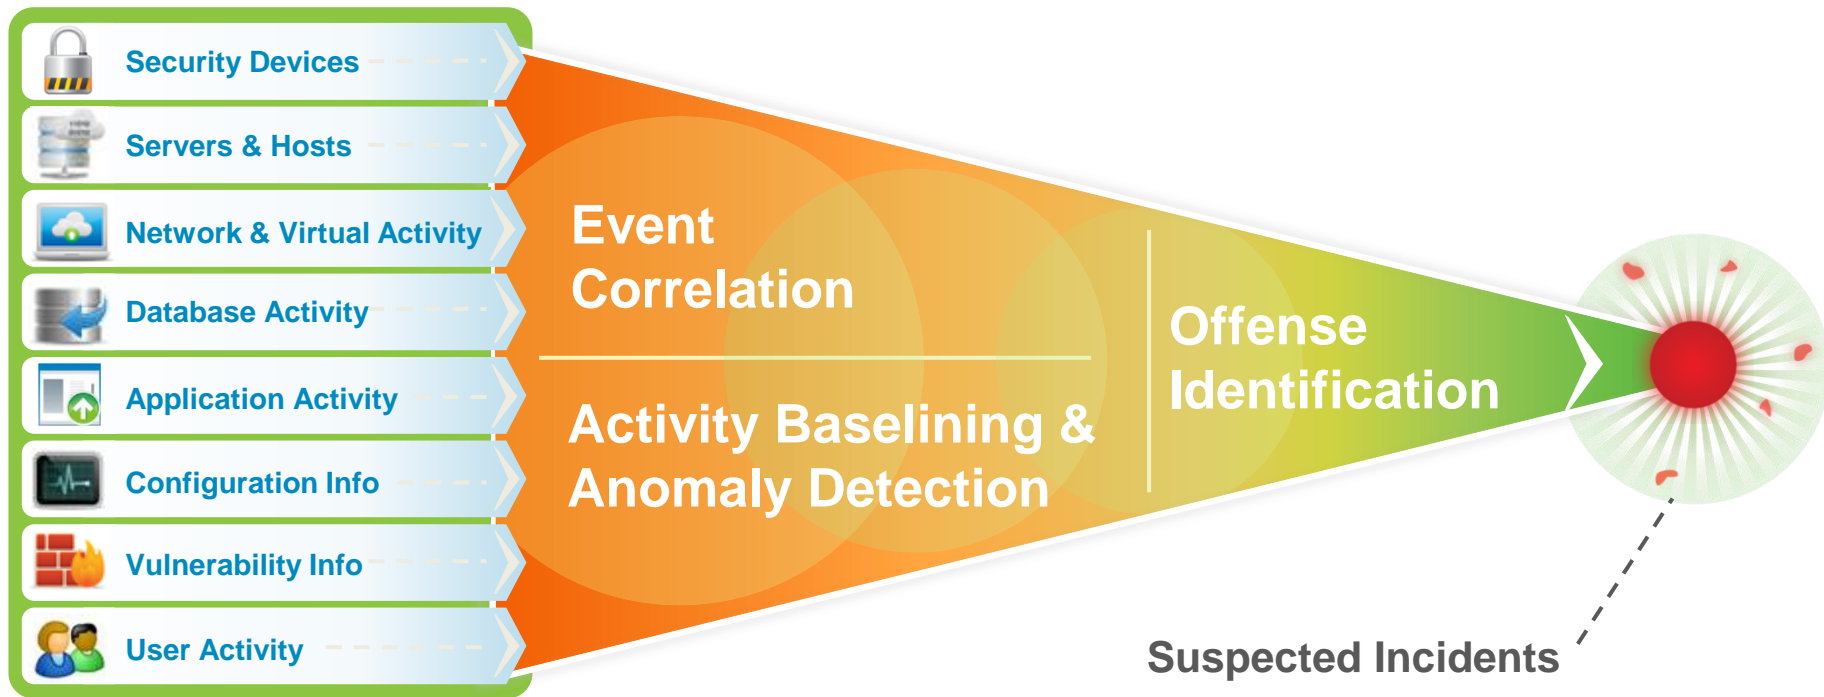 Security Devices
Servers & Hosts
Network & Virtual Activity
Database Activity
Application Activity
Configuration Info
Vulnerability Info
User Activity
Event
Correlation
Activity Baselining &
Anomaly Detection
Offense
Identification
Suspected Incidents